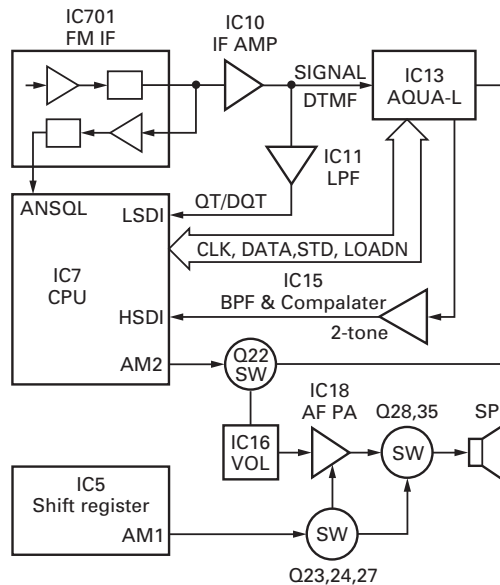 IC701
FM IF
IC10
IF AMP
SIGNAL
DTMF
IC13
AQUA-L
IC11
LPF
ANSQL
LSDI
QT/DQT
CLK, DATA,STD, LOADN
IC7
CPU
IC15
BPF & Compalater
HSDI
2-tone
AM2
Q22
SW
IC18
AF PA
Q28,35
SP
IC16
VOL
SW
IC5
Shift register
AM1
SW
Q23,24,27